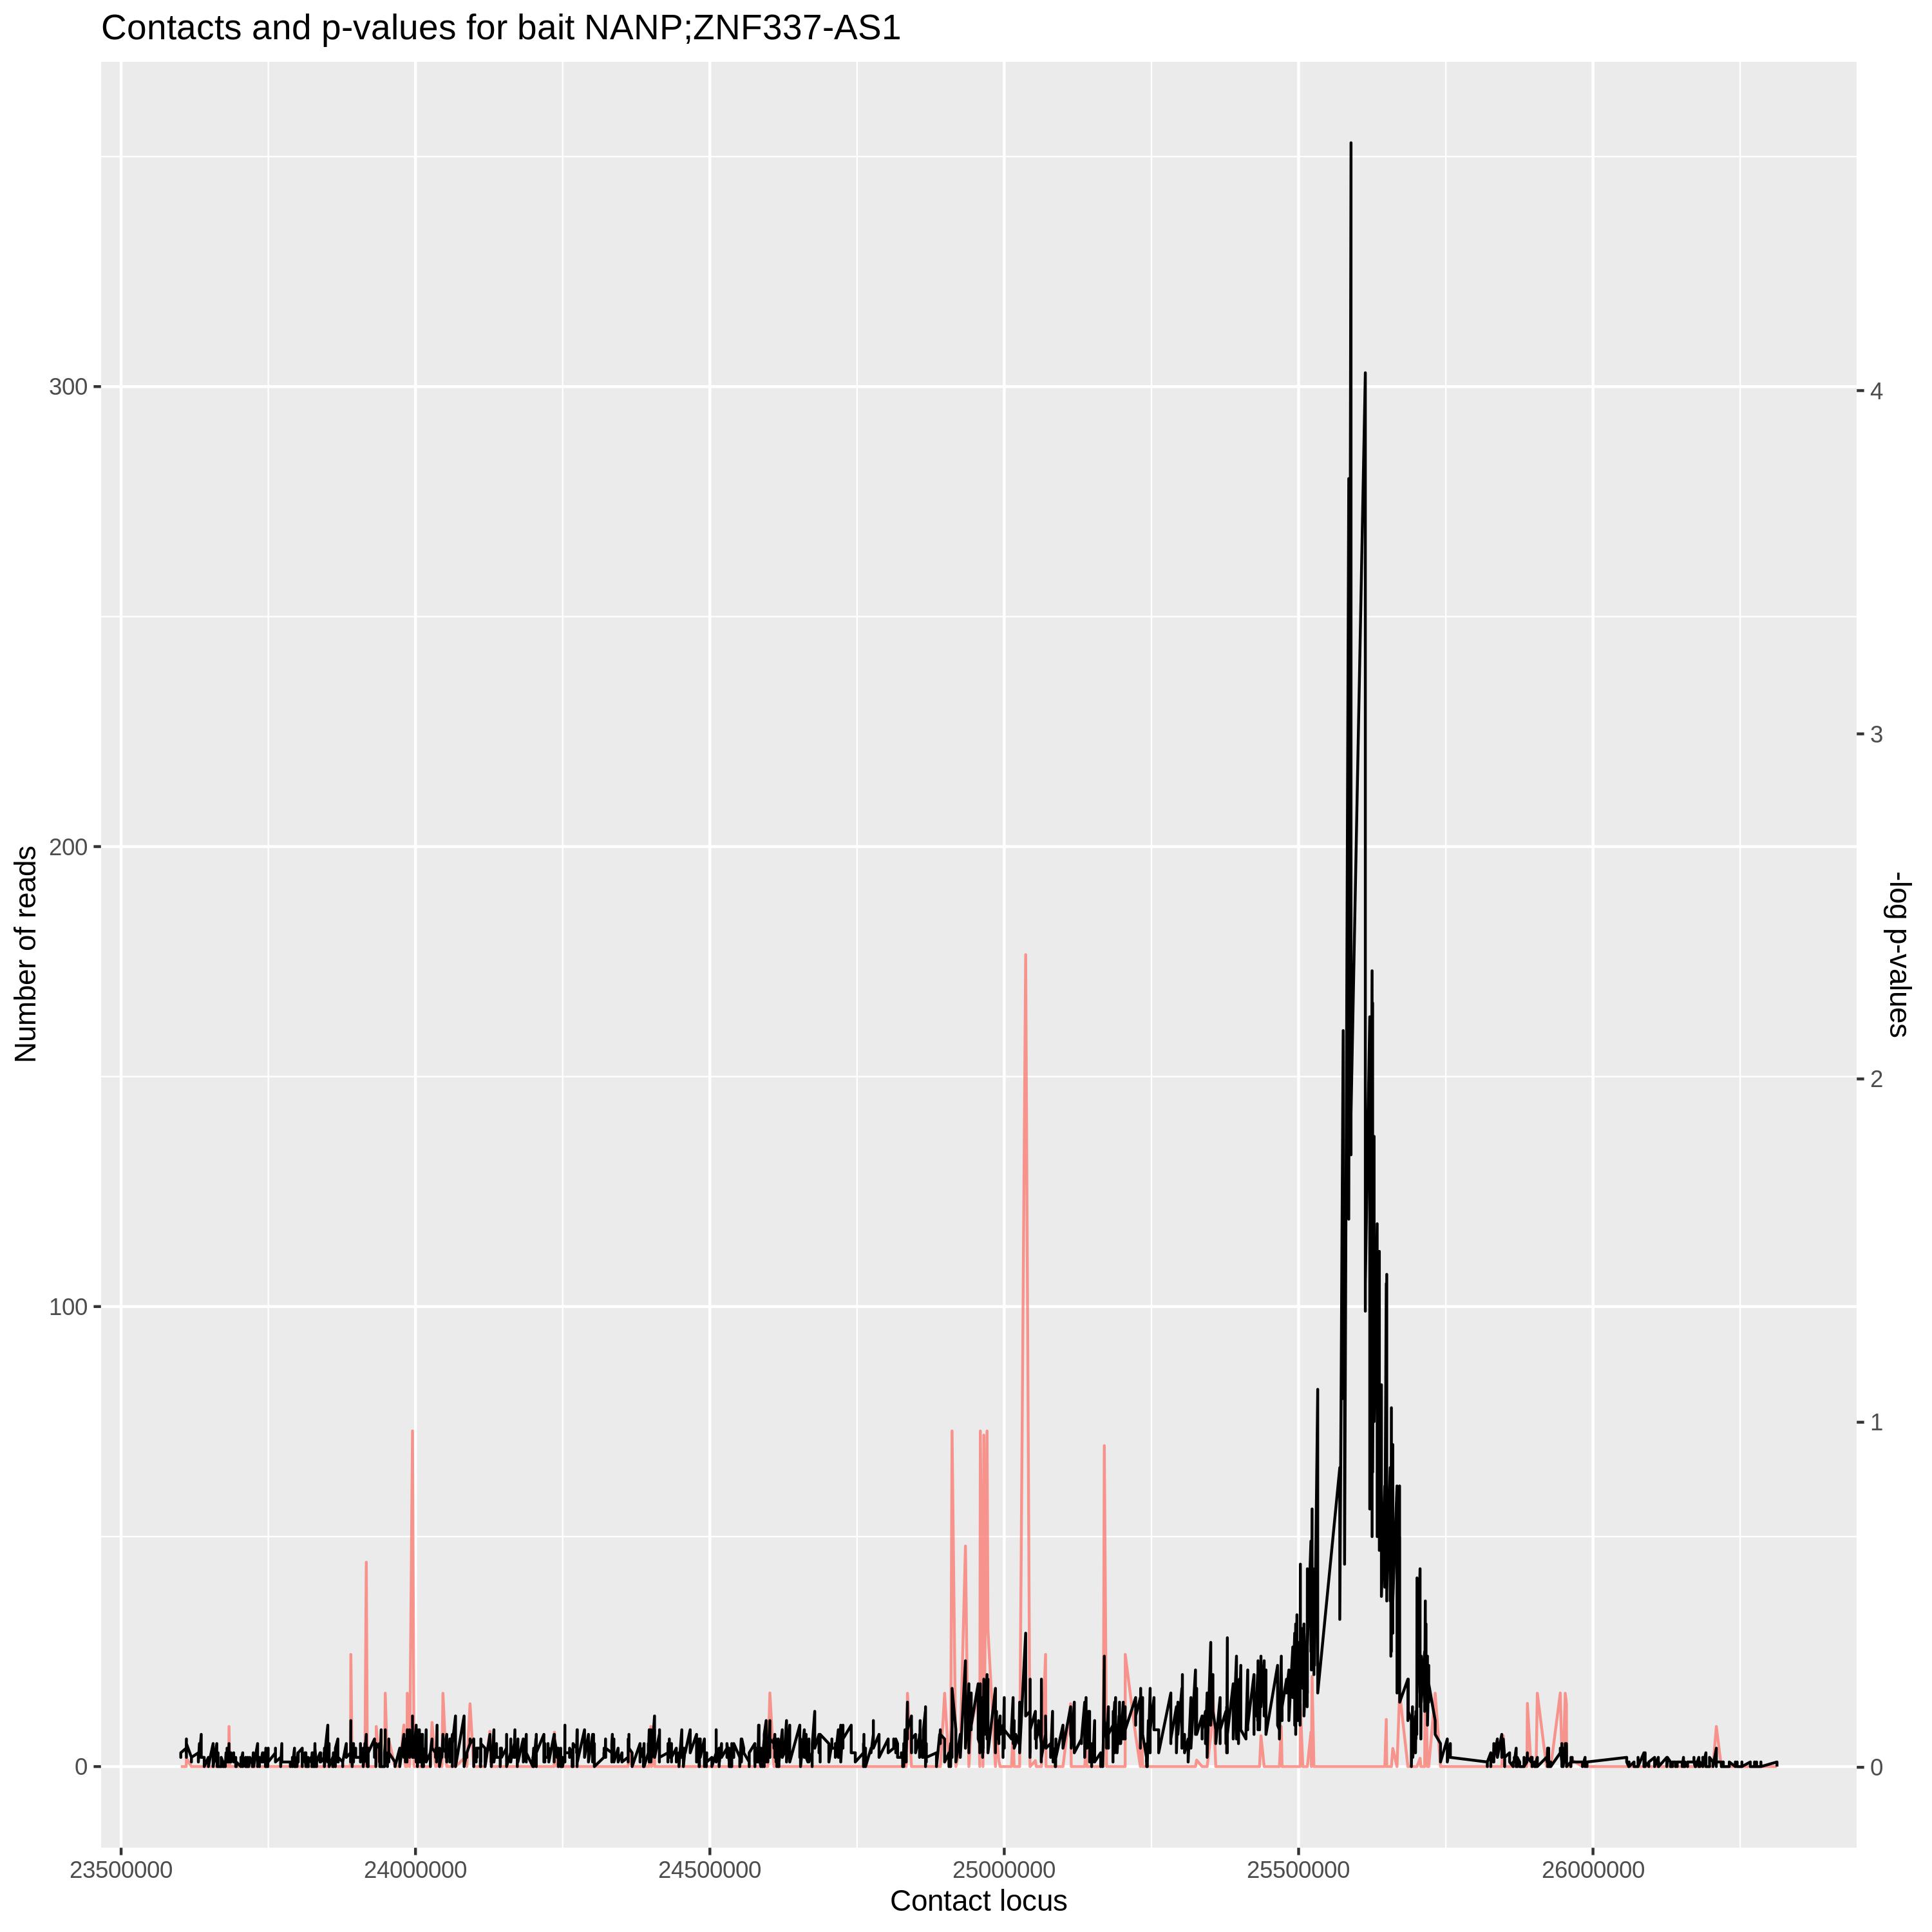 Contacts and p-values for bait NANP;ZNF337-AS1
Number of reads
300
200
100
0
4
3
2
1
0
-log p-values
23500000 24000000 24500000 25000000 25500000 26000000
Contact locus